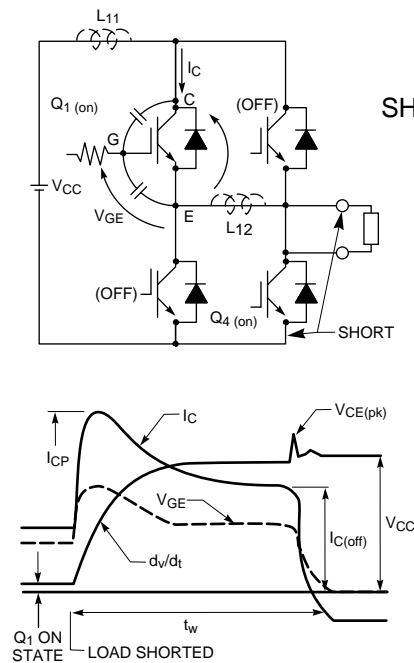 L11
IC
C
Q1 (on)
(OFF)
SH
G
VCC
VGE
E
L12
(OFF)
Q4 (on)
SHORT
IC
VCE(pk)
ICP
VGE
VCC
IC(off)
dv/dt
Q1 ON
STATE
LOAD SHORTED
tw